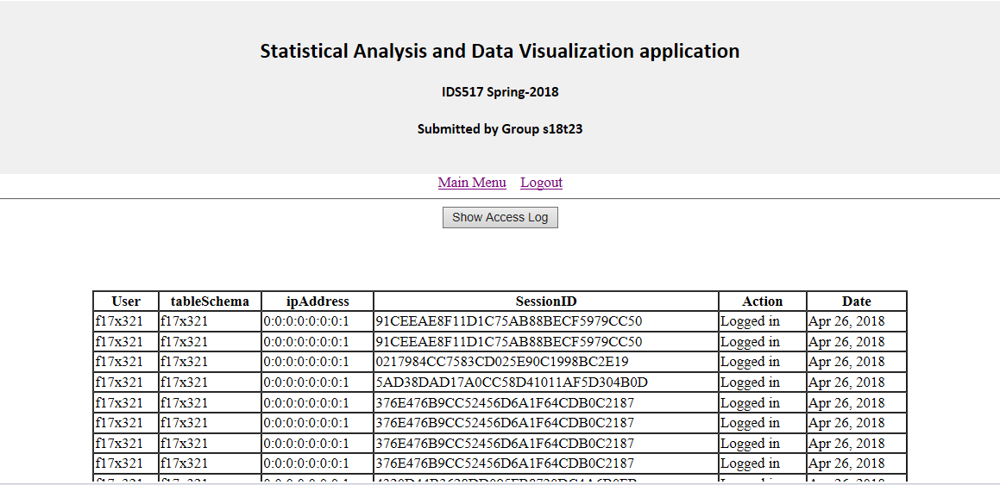 Statistical Analysis and Data Visualization application
IDS517 Spring-2018
Submitted by Group s18t23
Main Menu Logout
Show Access Log
User tableSchema ipAddress SessionID Action Date
f17x321 f17x321 0:0:0:0:0:0:0:1 91CEEAE8F11D1C75AB88BECF5979CC50 Logged in Apr 26, 2018
f17x321 f17x321 0:0:0:0:0:0:0:1 91CEEAE8F11D1C75AB88BECF5979CC50 Logged in Apr 26, 2018
f17x321 f17x321 0:0:0:0:0:0:0:1 0217984CC7583CD025E90C1998BC2E19 Logged in Apr 26, 2018
f17x321 f17x321 0:0:0:0:0:0:0:1 5AD38DAD17A0CC58D41011AF5D304B0D Logged in Apr 26, 2018
f17x321 f17x321 0:0:0:0:0:0:0:1 376E476B9CC52456D6A1F64CDB0C2187 Logged in Apr 26, 2018
f17x321 f17x321 0:0:0:0:0:0:0:1 376E476B9CC52456D6A1F64CDB0C2187 Logged in Apr 26, 2018
f17x321 f17x321 0:0:0:0:0:0:0:1 376E476B9CC52456D6A1F64CDB0C2187 Logged in Apr 26, 2018
f17x321 f17x321 0:0:0:0:0:0:0:1 376E476B9CC52456D6A1F64CDB0C2187 Logged in Apr 26, 2018